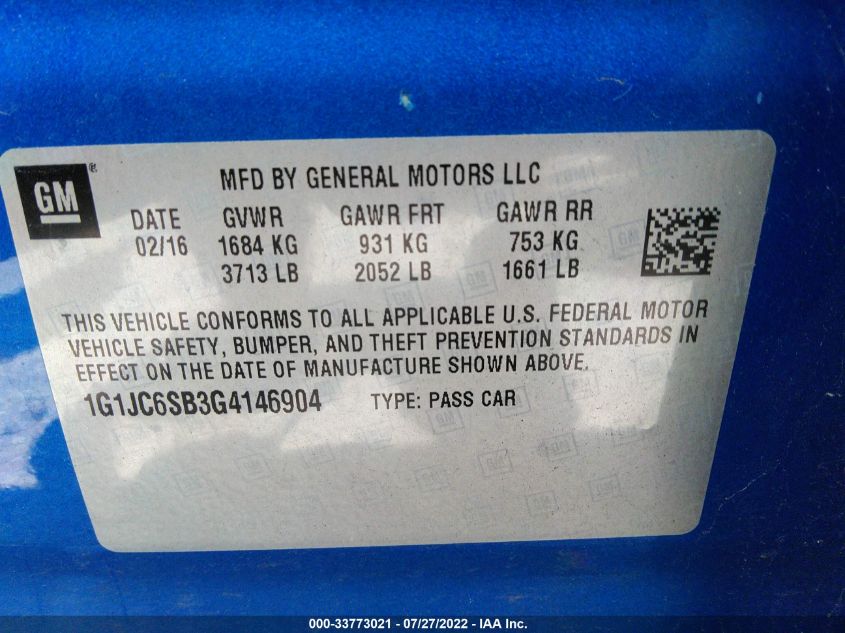 GM ®
MFD BY GENERAL MOTORS LLC
DATE GVWR GAWR FRT GAWR RR
02/16 1684 KG 931 KG 753 KG
3713 LB 2052 LB 1661 LB
THIS VEHICLE CONFORMS TO ALL APPLICABLE U.S. FEDERAL MOTOR
VEHICLE SAFETY, BUMPER, AND THEFT PREVENTION STANDARDS IN
EFFECT ON THE DATE OF MANUFACTURE SHOWN ABOVE.
1G1JC6SB3G4146904 TYPE: PASS CAR
000-33773021 - 07/27/2022 - IAA Inc.